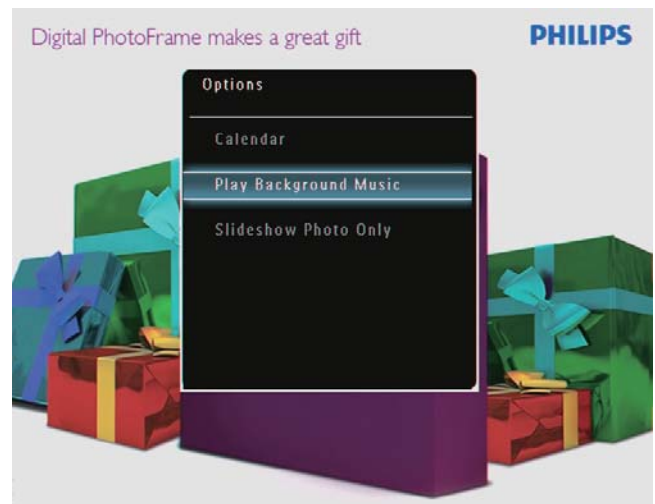 Digital PhotoFrame makes a great gift
PHILIPS
Options
Calendar
Play Background Music
Slideshow Photo Only